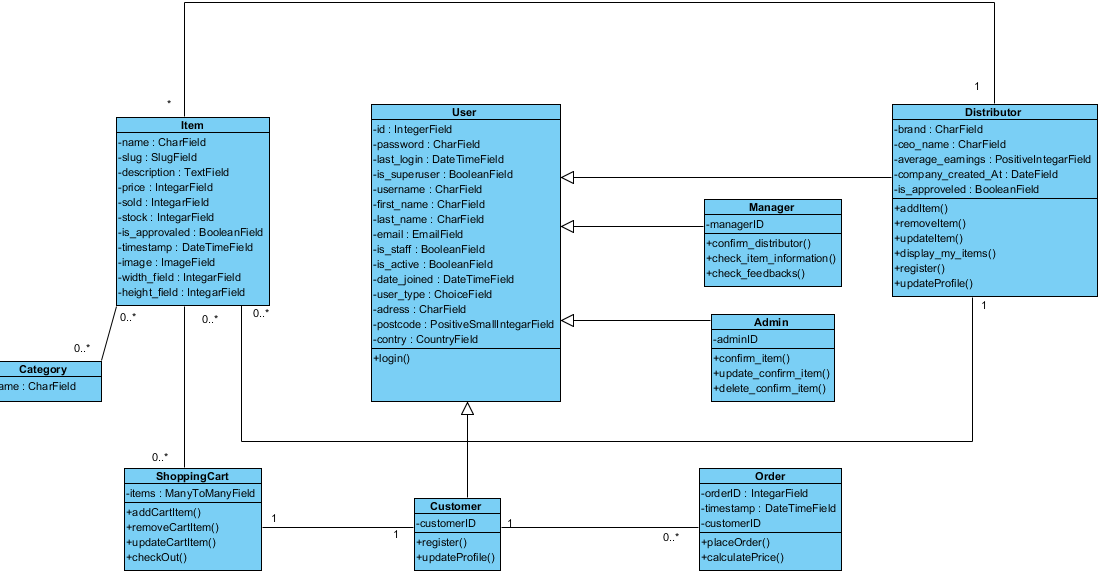 1
*
Item
-name : CharField
-slug : SlugField
-description : TextField
-price : IntegarField
-sold : IntegarField
-stock : IntegarField
-is_approvaled : BooleanField
-timestamp : DateTimeField
-image : ImageField
-width_field : IntegarField
-height_field : IntegarField
User
-id : IntegerField
-password : CharField
-last_login : DateTimeField
-is_superuser : BooleanField
-username : CharField
-first_name : CharField
-last_name : CharField
-email : EmailField
-is_staff : BooleanField
-is_active : BooleanField
-date_joined : DateTimeField
-user_type : ChoiceField
-adress : CharField
-postcode : PositiveSmallIntegarField
-contry : CountryField
+login()
Distributor
-brand : CharField
-ceo_name : CharField
-average_earnings : PositiveIntegarField
-company_created_At : DateField
-is_approveled : BooleanField
+addItem()
+removeItem()
+updateItem()
+display_my_items()
+register()
+updateProfile()
Manager
-managerID
+confirm_distributor()
+check_item_information()
+check_feedbacks()
Admin
-adminID
+confirm_item()
+update_confirm_item()
+delete_confirm_item()
1
0..*
0..*
0..*
0..*
Category
ame : CharField
0..*
ShoppingCart
-items : ManyToManyField
+addCartItem()
+removeCartItem()
+updateCartItem()
+checkOut()
1
1
Customer
-customerID
+register()
+updateProfile()
1
0..*
Order
-orderID : IntegarField
-timestamp : DateTimeField
-customerID
+placeOrder()
+calculatePrice()